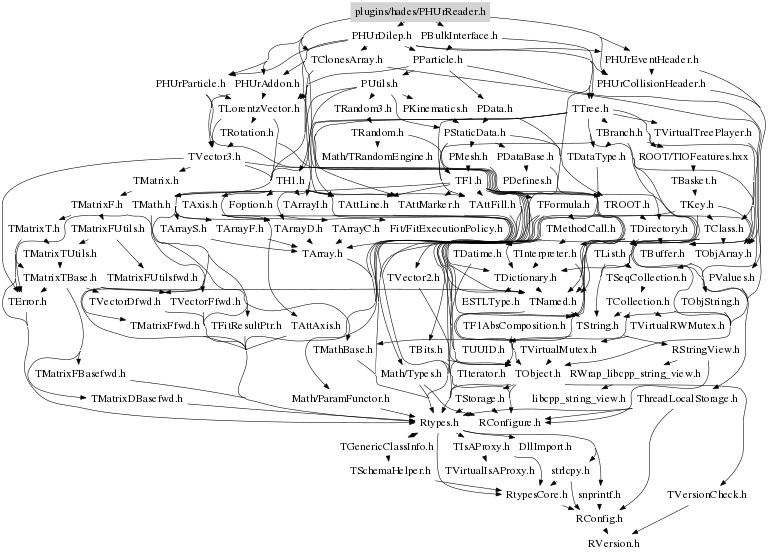 plugins/hades/PHUrReader.h
PHUrDilep.h PBulkInterface.h
TClonesArray.h PParticle.h PHUrEventHeader.h
PHUrParticle.h PHUrAddon.h PUtils.h PHUrCollisionHeader.h
TLorentzVector.h TRandom3.h PKinematics.h PData.h TTree.h
TRotation.h TRandom.h PStaticData.h TBranch.h TVirtualTreePlayer.h
TVector3.h Math/TRandomEngine.h PMesh.h PDataBase.h TDataType.h ROOT/TIOFeatures.hxx
TMatrix.h TH1.h TF1.h PDefines.h TBasket.h
TMatrixF.h TMath.h TAxis.h Foption.h TArrayI.h TAttLine.h TAttMarker.h TAttFill.h TFormula.h TROOT.h TKey.h
TMatrixT.h TMatrixFUtils.h TArrayS.h TArrayF.h TArrayD.h TArrayC.h Fit/FitExecutionPolicy.h TMethodCall.h TDirectory.h TClass.h
TMatrixTUtils.h TArray.h TDatime.h TInterpreter.h TList.h TBuffer.h TObjArray.h
TMatrixTBase.h TMatrixFUtilsfwd.h TVector2.h TDictionary.h TSeqCollection.h PValues.h
TError.h TVectorDfwd.h TVectorFfwd.h ESTLType.h TNamed.h TCollection.h TObjString.h
TMatrixFfwd.h TFitResultPtr.h TAttAxis.h TF1AbsComposition.h TString.h TVirtualRWMutex.h
TMathBase.h TBits.h TUUID.h TVirtualMutex.h RStringView.h
TMatrixFBasefwd.h Math/Types.h TIterator.h TObject.h RWrap_libcpp_string_view.h
TMatrixDBasefwd.h Math/ParamFunctor.h TStorage.h libcpp_string_view.h ThreadLocalStorage.h
Rtypes.h RConfigure.h
TGenericClassInfo.h TIsAProxy.h DllImport.h
TSchemaHelper.h TVirtualIsAProxy.h strlcpy.h
RtypesCore.h snprintf.h TVersionCheck.h
RConfig.h
RVersion.h